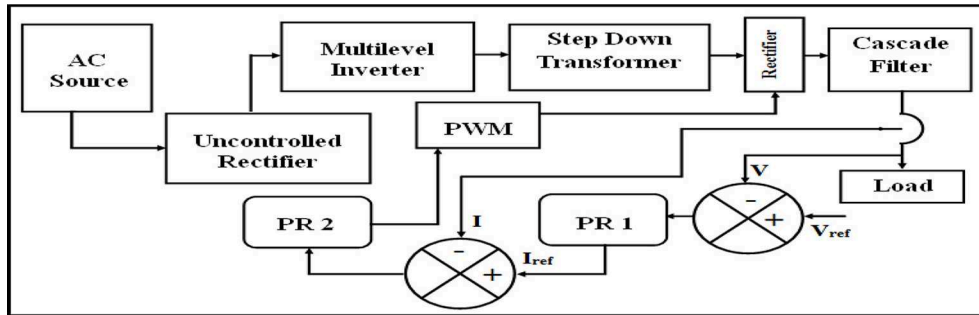 AC
Source
Uncontrolled
Rectifier
Multilevel
Inverter
Step Down
Transformer
Rectifier
Cascade
Filter
PWM
Load
V
-
+
Vref
PR 1
PR 2
I
-
+
Iref